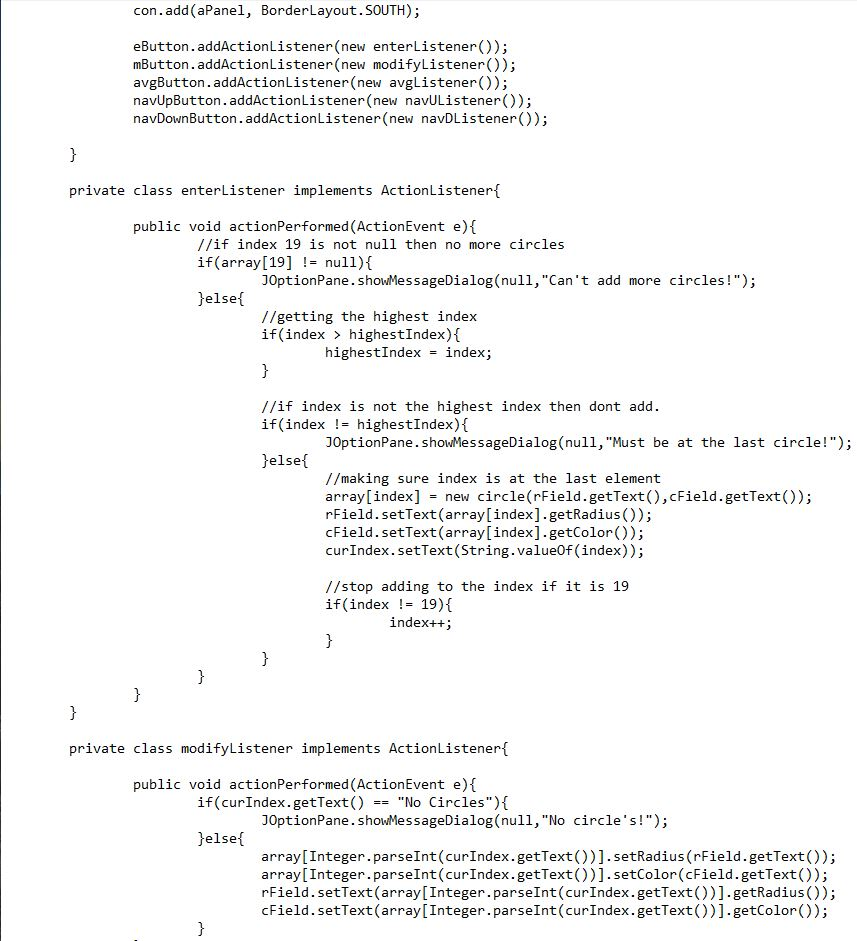 con.add(aPanel, BorderLayout.SOUTH);
eButton.addActionListener(new enterListener());
mButton.addActionListener(new modifyListener());
avgButton.addActionListener(new avgListener());
navUpButton.addActionListener(new navUListener());
navDownButton.addActionListener(new navDListener());
}
private class enterListener implements ActionListener{
public void actionPerformed(ActionEvent e){
//if index 19 is not null then no more circles
if(array[19] != null){
JOptionPane.showMessageDialog(null,"Can't add more circles!");
}else{
//getting the highest index
if(index > highestIndex){
highestIndex = index;
}
//if index is not the highest index then dont add.
if(index != highestIndex){
JOptionPane.showMessageDialog(null,"Must be at the last circle!");
}else{
//making sure index is at the last element
array[index] = new circle(rField.getText(),cField.getText());
rField.setText(array[index].getRadius());
cField.setText(array[index].getColor());
curIndex.setText(String.valueOf(index));
//stop adding to the index if it is 19
if(index != 19){
index++;
}
}
}
}
}
private class modifyListener implements ActionListener{
public void actionPerformed(ActionEvent e){
if(curIndex.getText() == "No Circles"){
JOptionPane.showMessageDialog(null,"No circle's!");
}else{
array[Integer.parseInt(curIndex.getText())].setRadius(rField.getText());
array[Integer.parseInt(curIndex.getText())].setColor(cField.getText());
rField.setText(array[Integer.parseInt(curIndex.getText())].getRadius());
cField.setText(array[Integer.parseInt(curIndex.getText())].getColor());
}